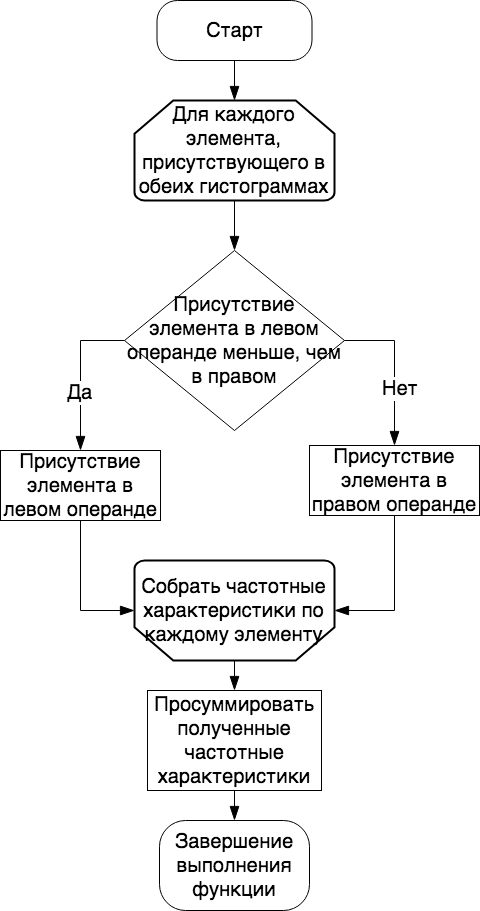 Старт
Для каждого
элемента,
присутствующего в
обеих гистограммах
Присутствие
элемента в левом
операнде меньше, чем
в правом
Да
Нет
Присутствие
элемента в
левом операнде
Присутствие
элемента в
правом операнде
Собрать частотные
характеристики по
каждому элементу
Просуммировать
полученные
частотные
характеристики
Завершение
выполнения
функции